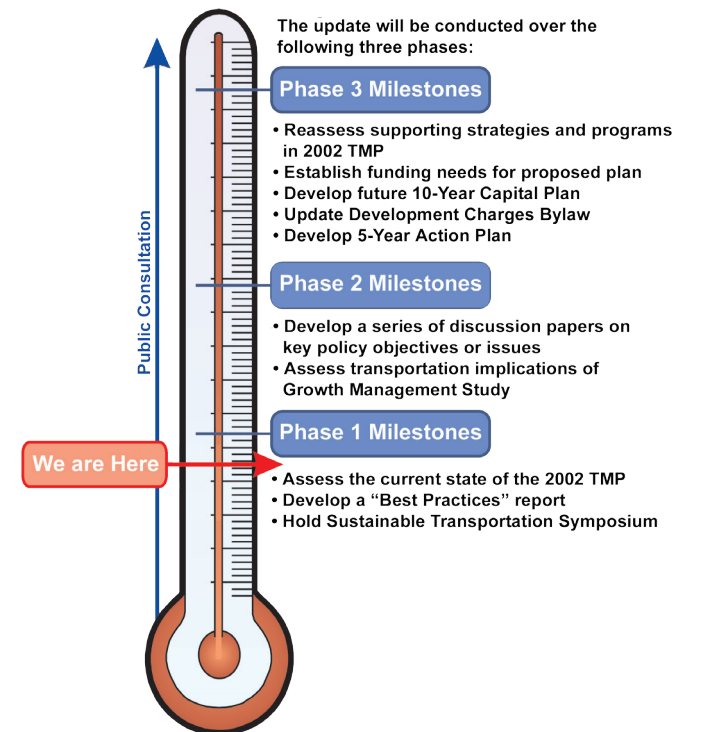 The update will be conducted over the
following three phases:
Phase 3 Milestones
• Reassess supporting strategies and programs
in 2002 TMP
• Establish funding needs for proposed plan
• Develop future 10-Year Capital Plan
• Update Development Charges Bylaw
• Develop 5-Year Action Plan
Public Consultation
Phase 2 Milestones
• Develop a series of discussion papers on
key policy objectives or issues
• Assess transportation implications of
Growth Management Study
Phase 1 Milestones
We are Here
• Assess the current state of the 2002 TMP
• Develop a “Best Practices” report
• Hold Sustainable Transportation Symposium